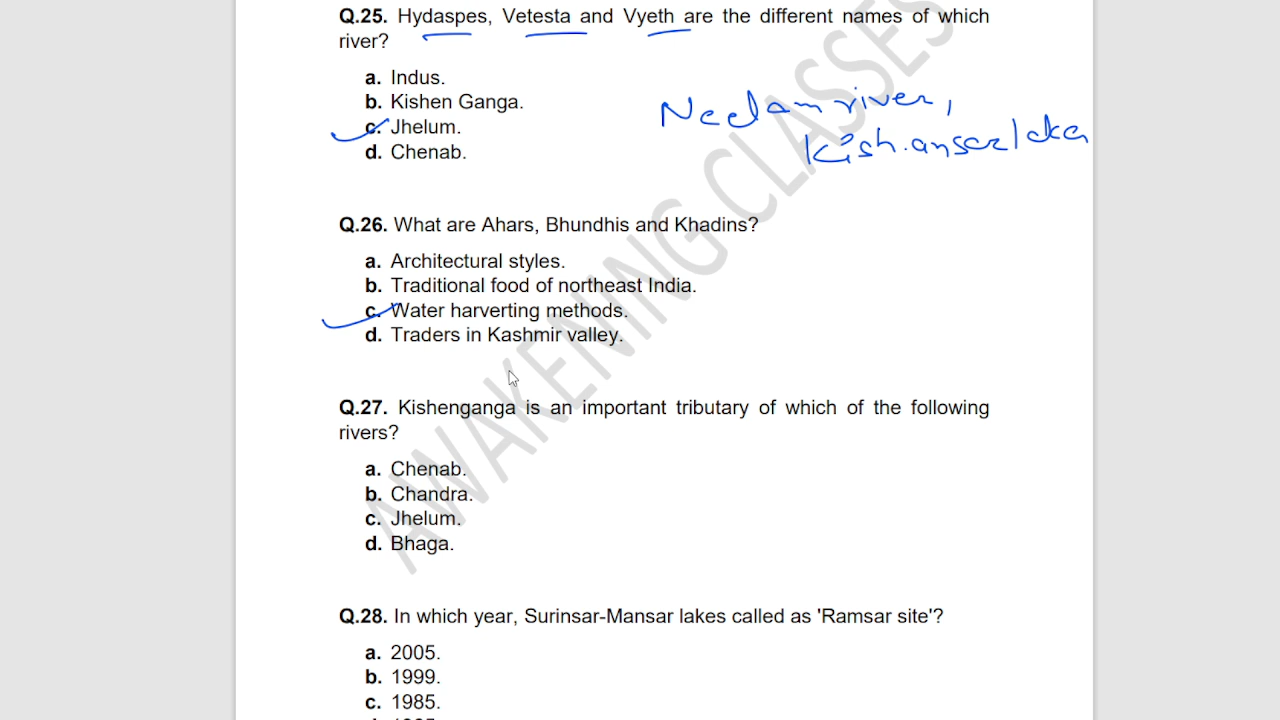 Q.25. Hydaspes, Vetesta and Vyeth are the different names of which
river?
a. Indus.
b. Kishen Ganga.
c. Jhelum.
d. Chenab.
Neelam river,
Kishansar lake
Q.26. What are Ahars, Bhundhis and Khadins?
a. Architectural styles.
b. Traditional food of northeast India.
c. Water harverting methods.
d. Traders in Kashmir valley.
Q.27. Kishenganga is an important tributary of which of the following
rivers?
a. Chenab.
b. Chandra.
c. Jhelum.
d. Bhaga.
Q.28. In which year, Surinsar-Mansar lakes called as 'Ramsar site'?
a. 2005.
b. 1999.
c. 1985.
AWAKENING CLASSES